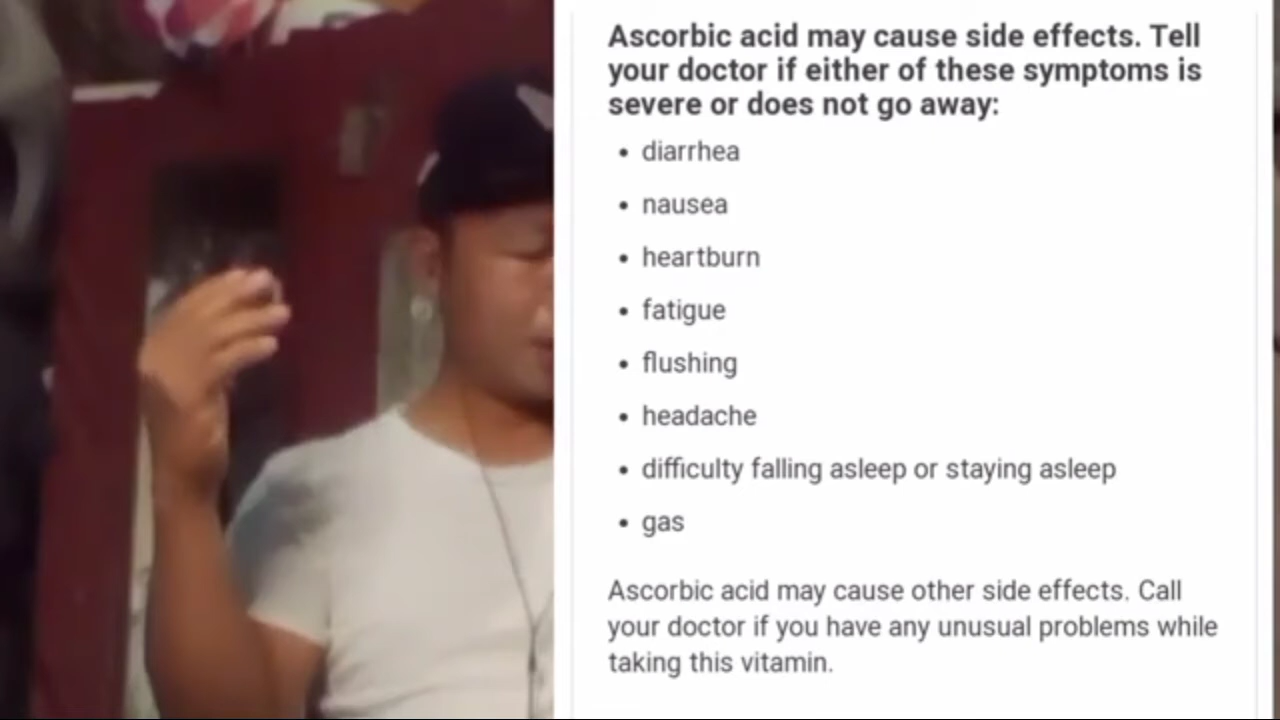 Ascorbic acid may cause side effects. Tell
your doctor if either of these symptoms is
severe or does not go away:
• diarrhea
• nausea
• heartburn
• fatigue
• flushing
• headache
• difficulty falling asleep or staying asleep
• gas
Ascorbic acid may cause other side effects. Call
your doctor if you have any unusual problems while
taking this vitamin.